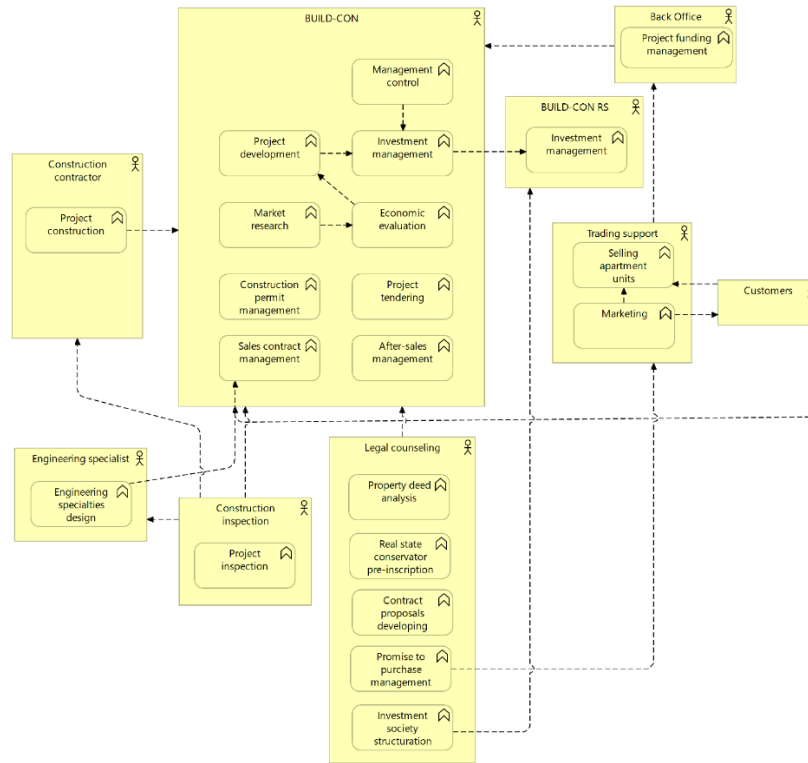 BUILD-CON
Management
control
Project
development
Investment
management
Market
research
Economic
evaluation
Construction
permit
management
Project
tendering
Sales contract
management
After-sales
management
Back Office
Project funding
management
BUILD-CON RS
Investment
management
Construction
contractor
Project
construction
Trading support
Selling
apartment
units
Marketing
Customers
Engineering specialist
Engineering
specialties
design
Construction
inspection
Project
inspection
Legal counseling
Property deed
analysis
Real state
conservator
pre-inscription
Contract
proposals
developing
Promise to
purchase
management
Investment
society
structuration